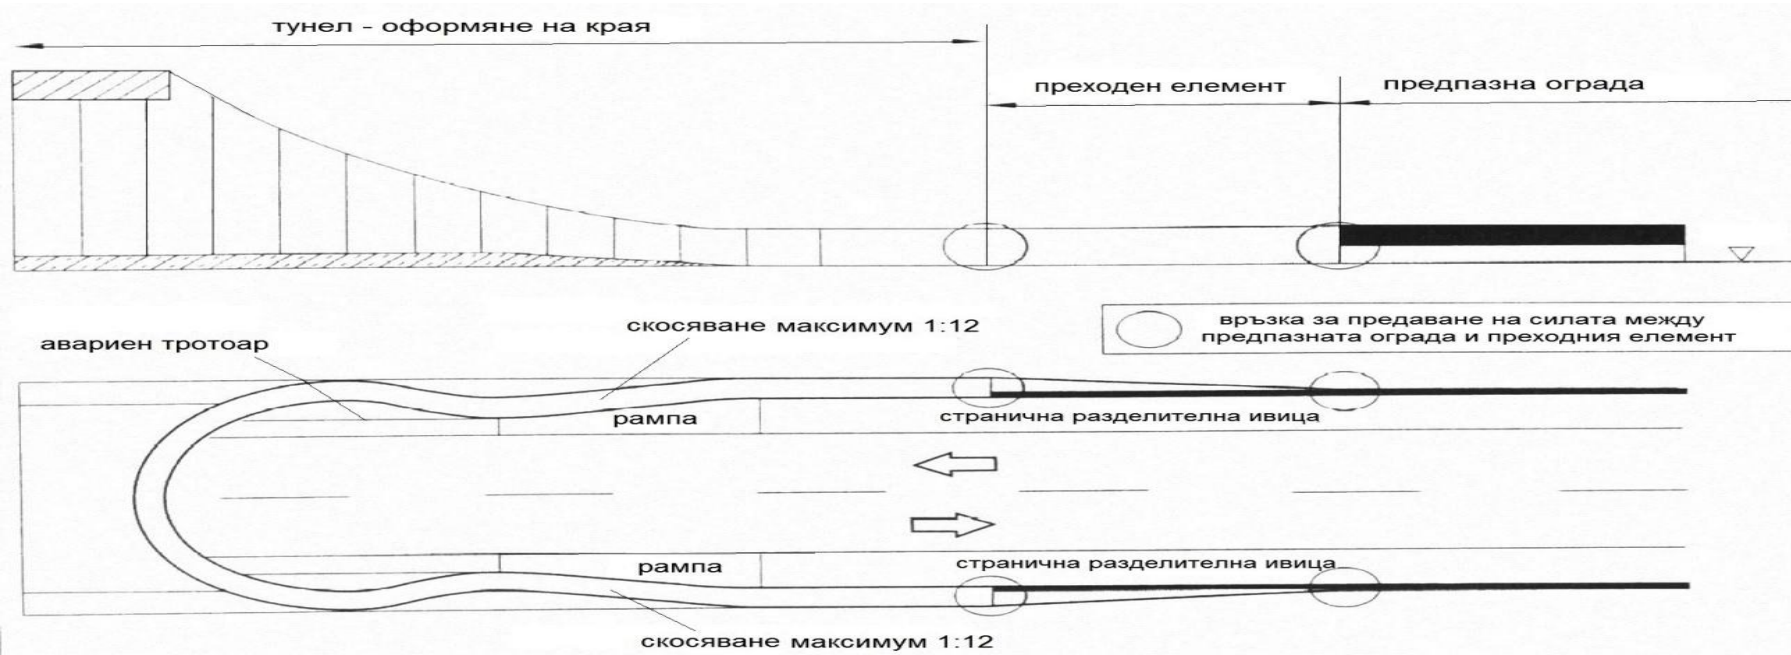 тунел - оформяне на края
преходен елемент
предпазна ограда
връзка за предаване на силата между
предпазната ограда и преходния елемент
скосяване максимум 1:12
авариен тротоар
рампа
странична разделителна ивица
рампа
странична разделителна ивица
скосяване максимум 1:12